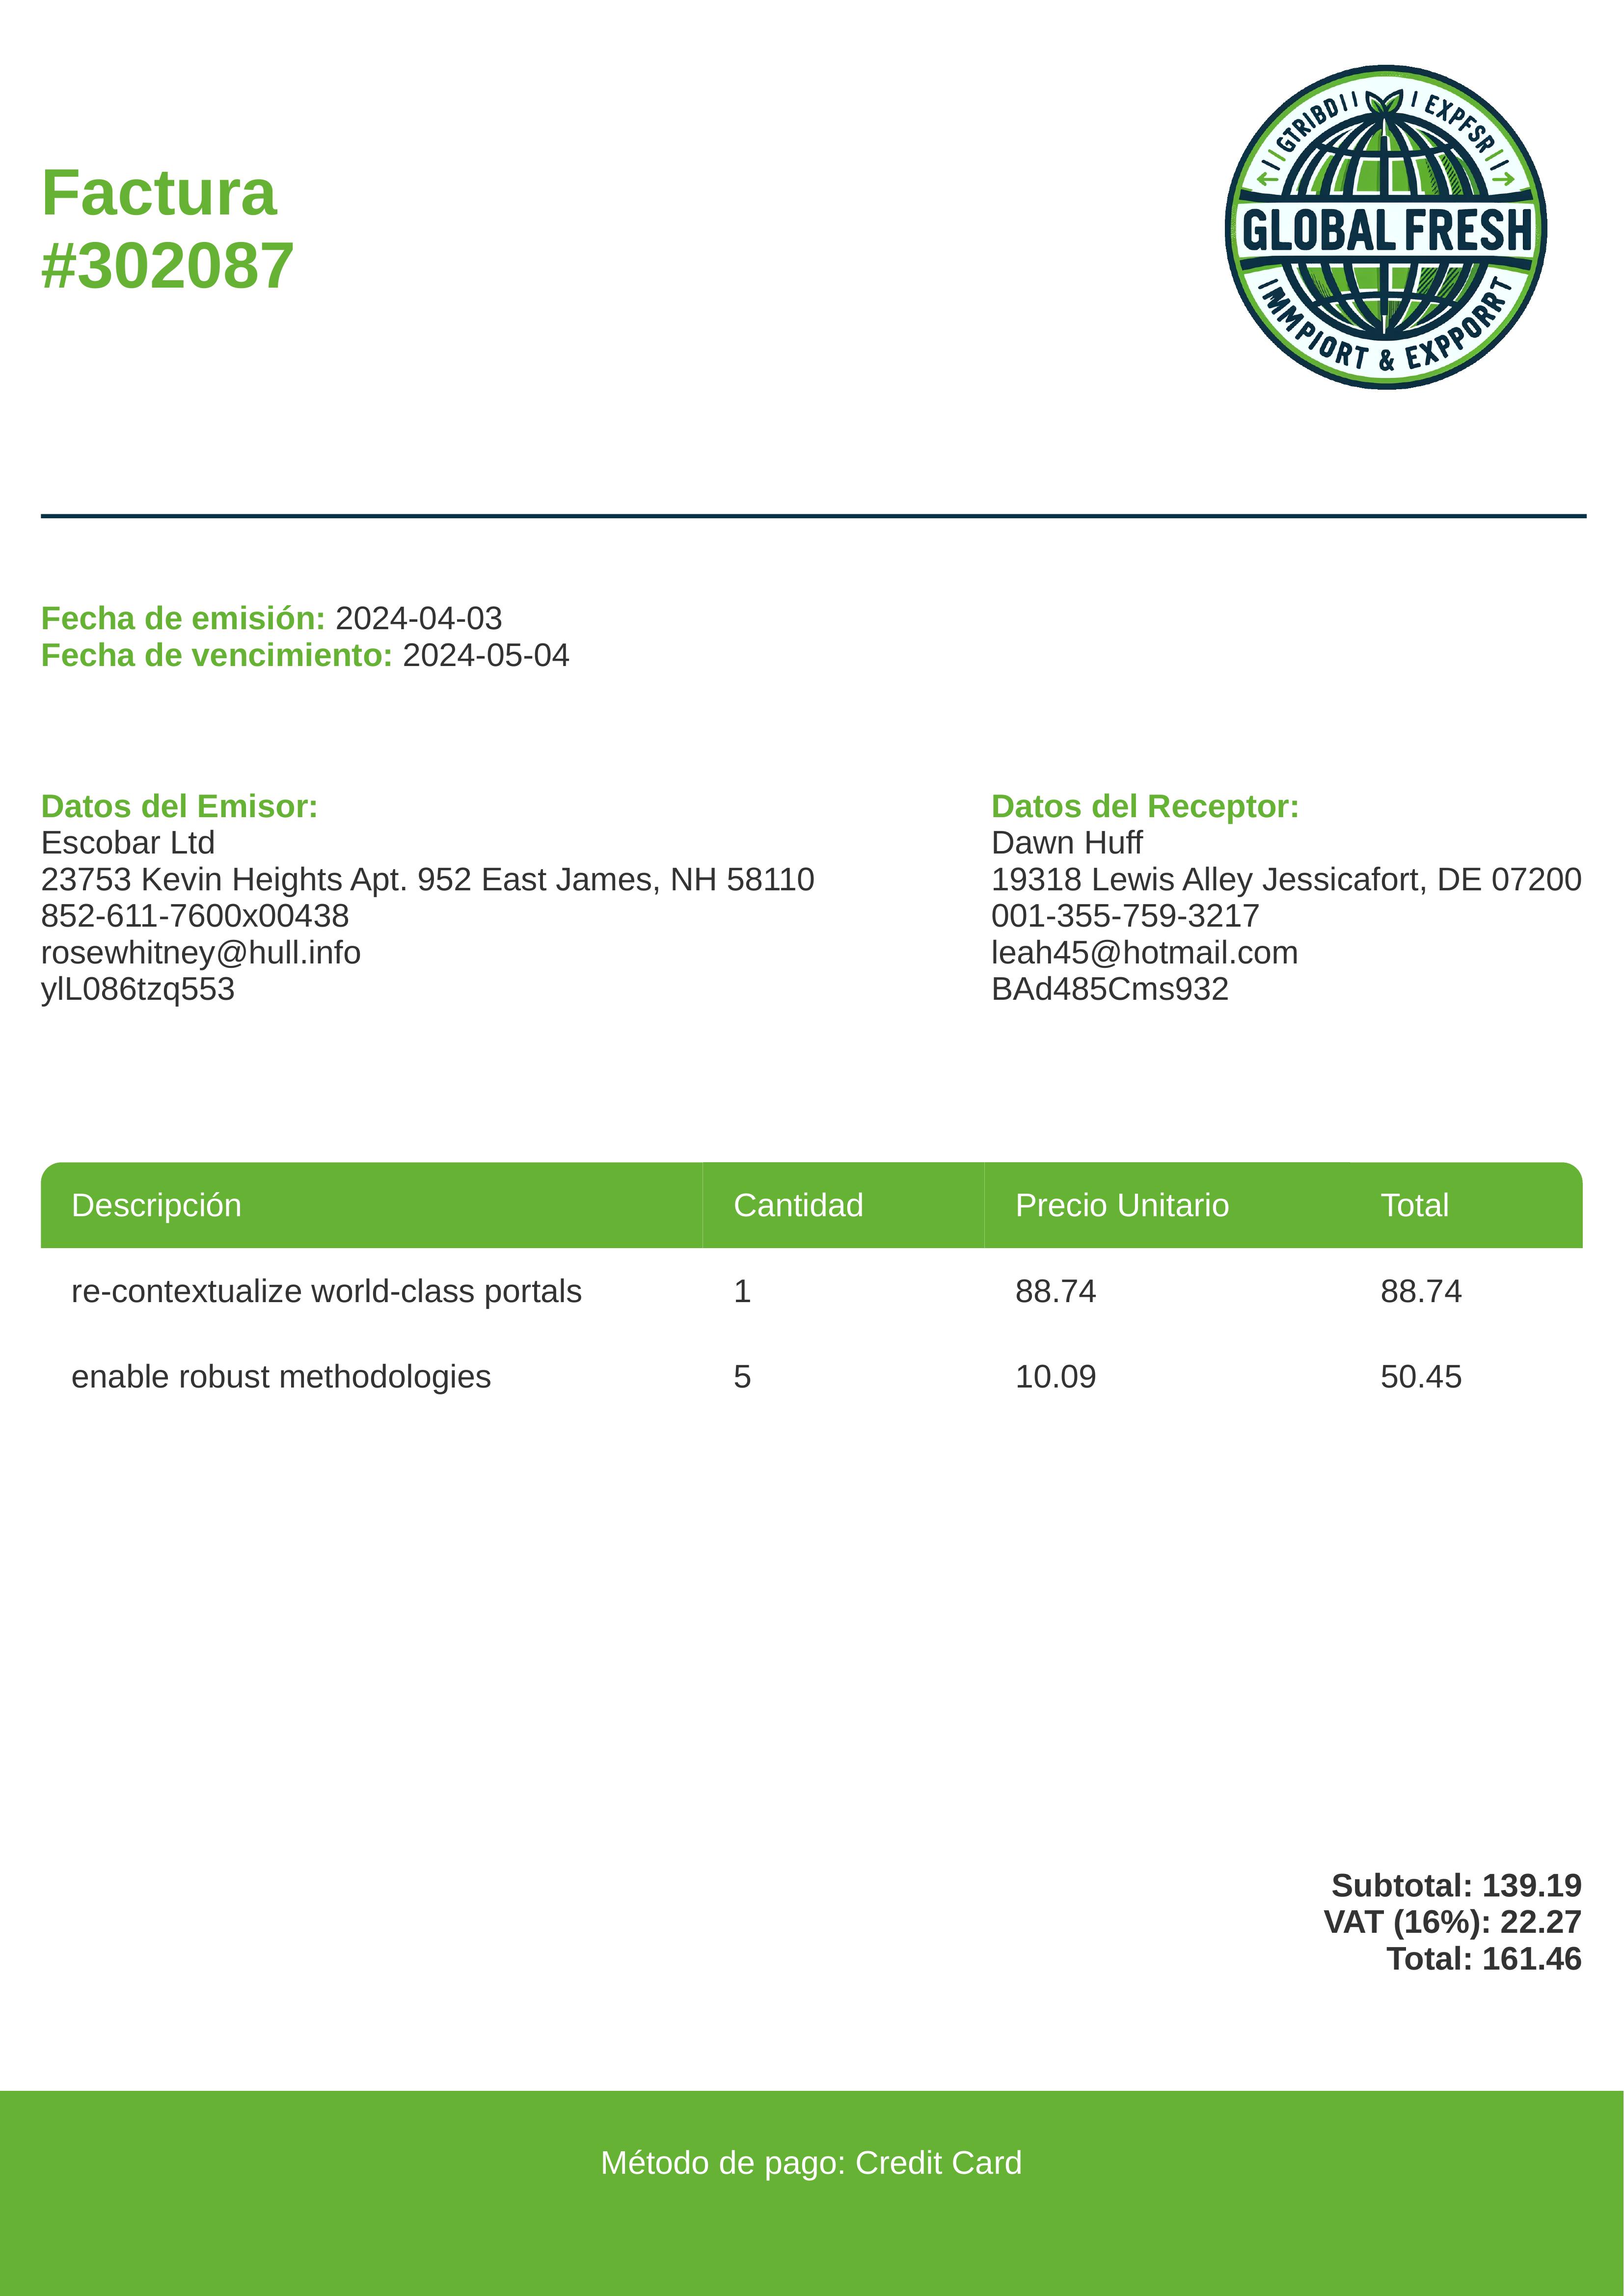 Factura
#302087
GTRIBD
EXPFSR
GLOBAL FRESH
IMMPIORT & EXPPORRT
Fecha de emisión: 2024-04-03
Fecha de vencimiento: 2024-05-04
Datos del Emisor:
Escobar Ltd
23753 Kevin Heights Apt. 952 East James, NH 58110
852-611-7600x00438
rosewhitney@hull.info
ylL086tzq553
Datos del Receptor:
Dawn Huff
19318 Lewis Alley Jessicafort, DE 07200
001-355-759-3217
leah45@hotmail.com
BAd485Cms932
Descripción Cantidad Precio Unitario Total
re-contextualize world-class portals 1 88.74 88.74
enable robust methodologies 5 10.09 50.45
Subtotal: 139.19
VAT (16%): 22.27
Total: 161.46
Método de pago: Credit Card